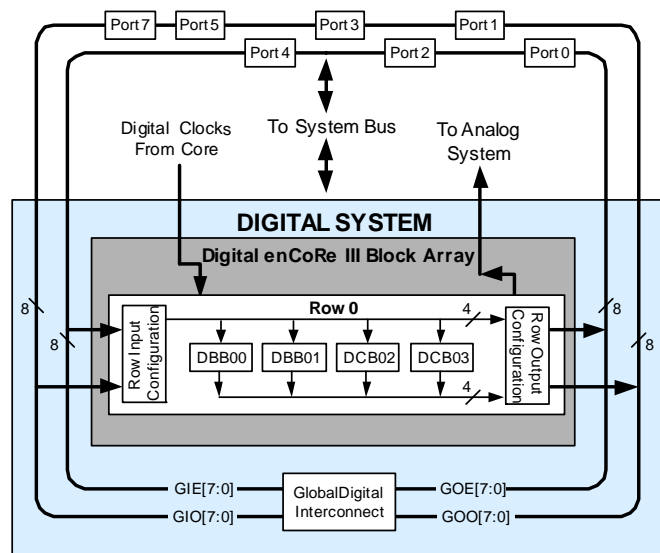 Port 7
Port 5
Port 3
Port 1
Port 4
Port 2
Port 0
Digital Clocks
From Core
To System Bus
To Analog
System
DIGITAL SYSTEM
Digital enCoRe III Block Array
Row 0
4
8
8
8
8
Row Input
Configuration
DBB00
DBB01
DCB02
DCB03
4
Row Output
Configuration
GIE[7:0]
GIO[7:0]
GlobalDigital
Interconnect
GOE[7:0]
GOO[7:0]